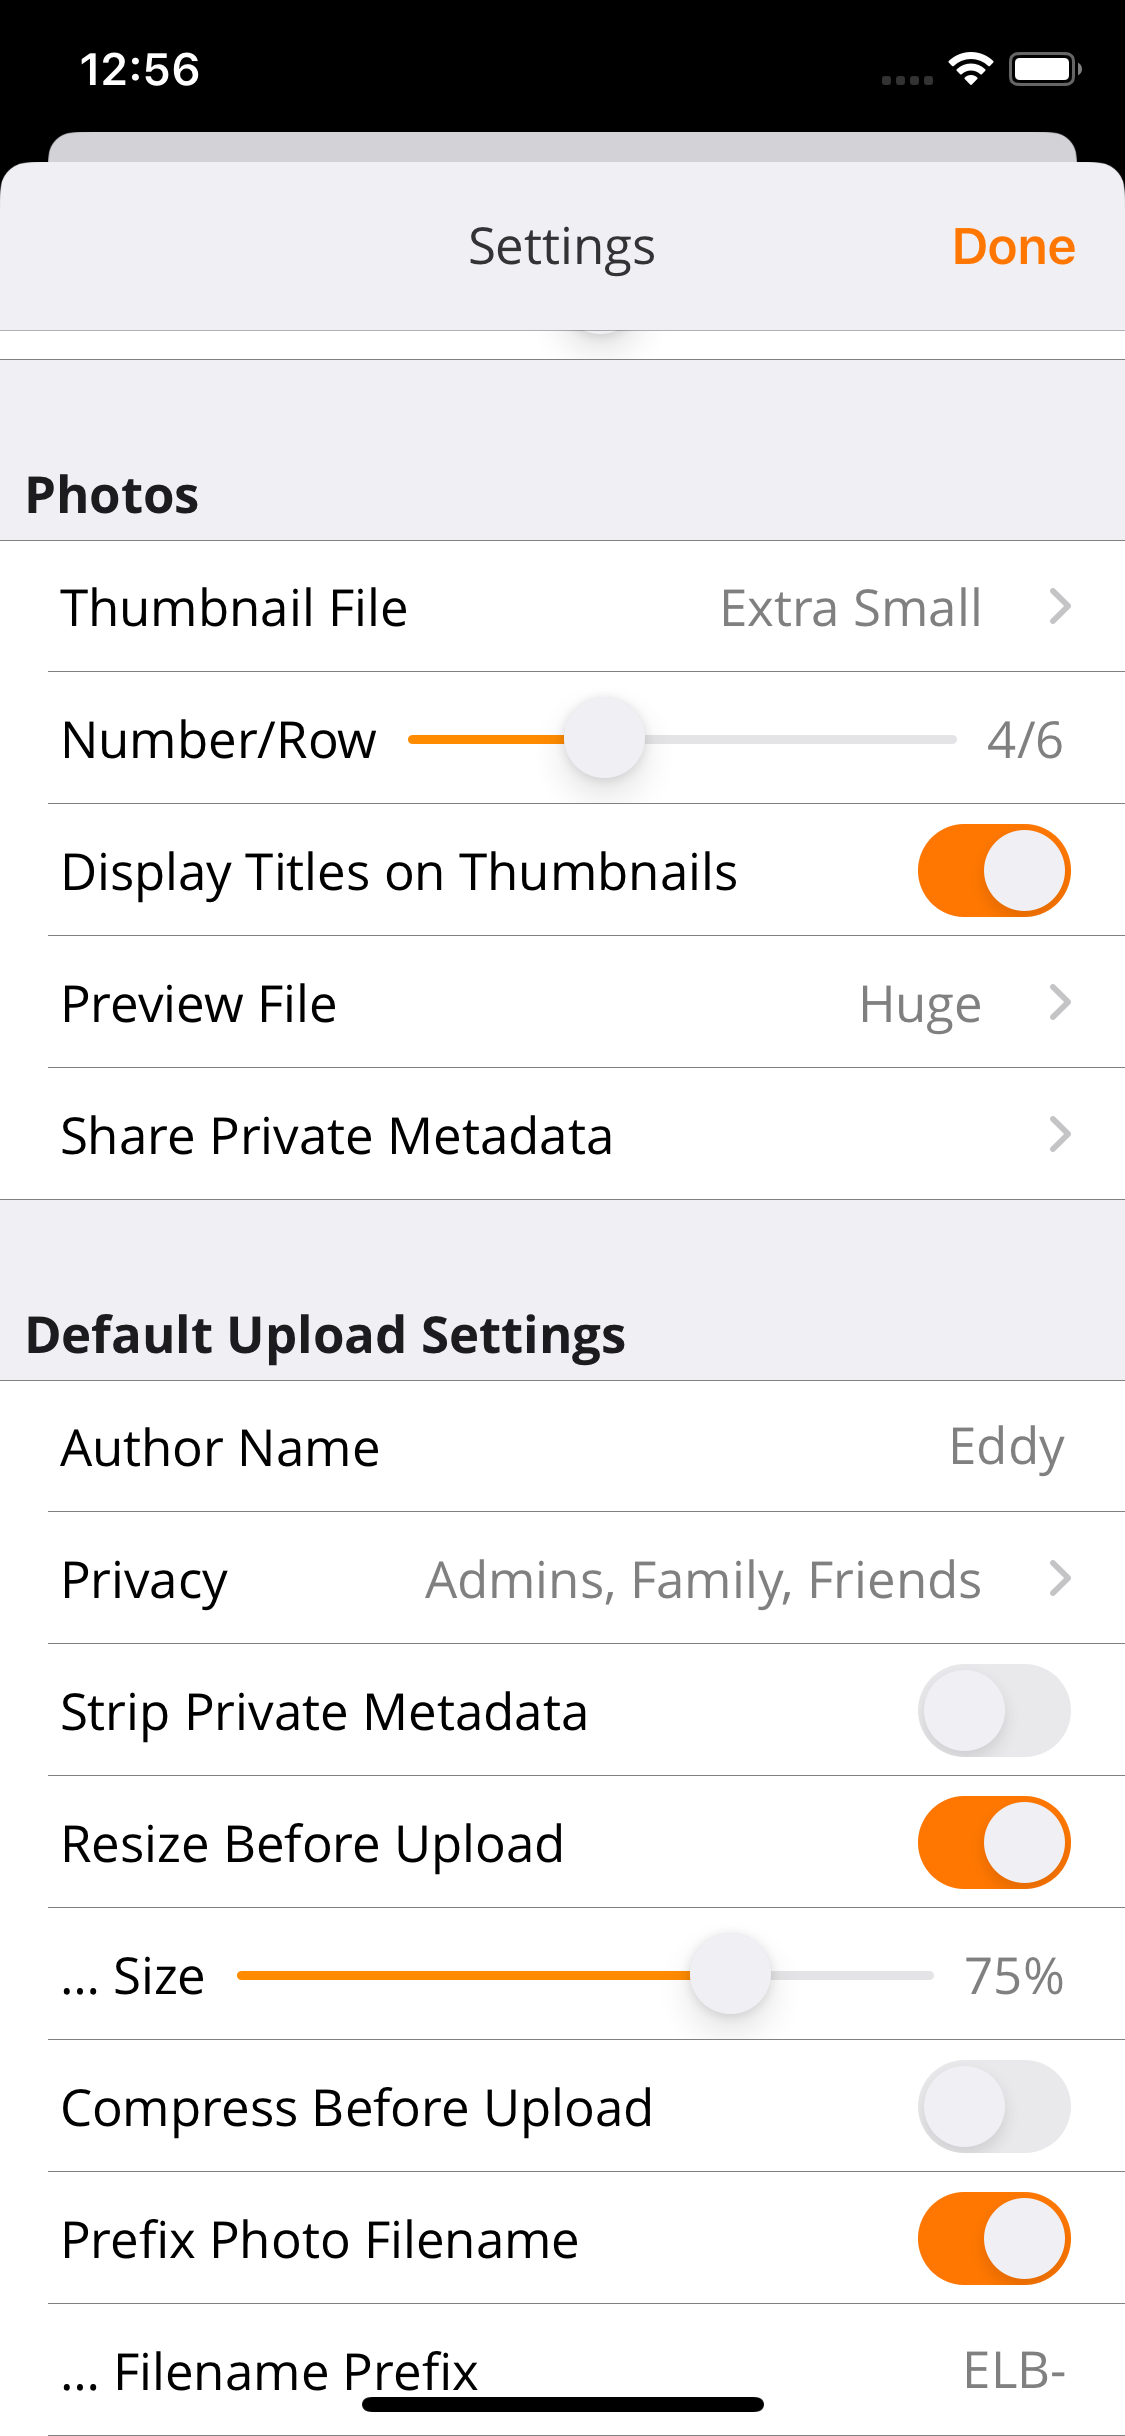 12:56
Settings Done
Photos
Thumbnail File Extra Small
Number/Row 4/6
Display Titles on Thumbnails
Preview File Huge
Share Private Metadata
Default Upload Settings
Author Name Eddy
Privacy Admins, Family, Friends
Strip Private Metadata
Resize Before Upload
... Size 75%
Compress Before Upload
Prefix Photo Filename
... Filename Prefix ELB-